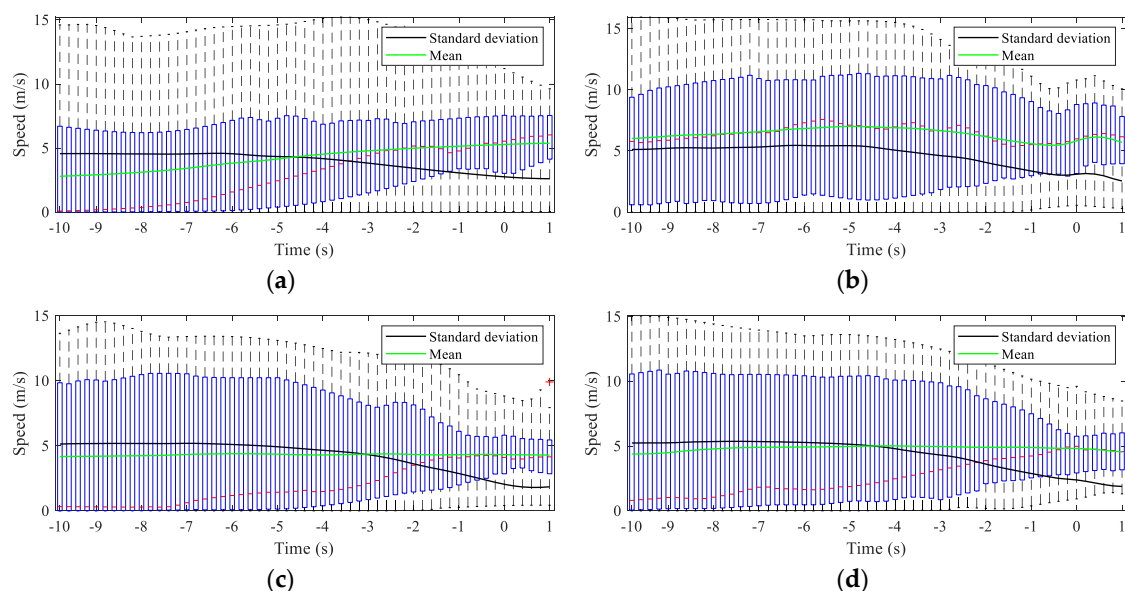 15
10
5
0
Speed (m/s)
Standard deviation
Mean
-10 -9 -8 -7 -6 -5 -4 -3 -2 -1 0 1
Time (s)
(a)
15
10
5
0
Speed (m/s)
Standard deviation
Mean
-10 -9 -8 -7 -6 -5 -4 -3 -2 -1 0 1
Time (s)
(b)
15
10
5
0
Speed (m/s)
Standard deviation
Mean
-10 -9 -8 -7 -6 -5 -4 -3 -2 -1 0 1
Time (s)
(c)
15
10
5
0
Speed (m/s)
Standard deviation
Mean
-10 -9 -8 -7 -6 -5 -4 -3 -2 -1 0 1
Time (s)
(d)